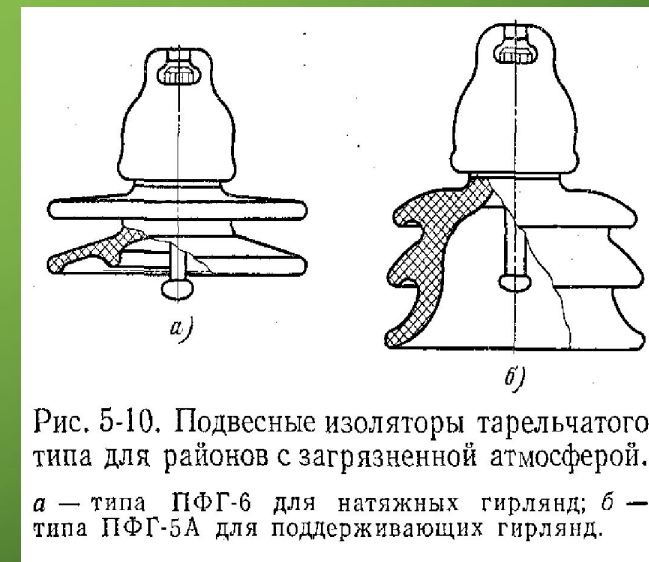 а)
б)
Рис. 5-10. Подвесные изоляторы тарельчатого
типа для районов с загрязненной атмосферой.
а — типа ПФГ-6 для натяжных гирлянд; б —
типа ПФГ-5А для поддерживающих гирлянд.